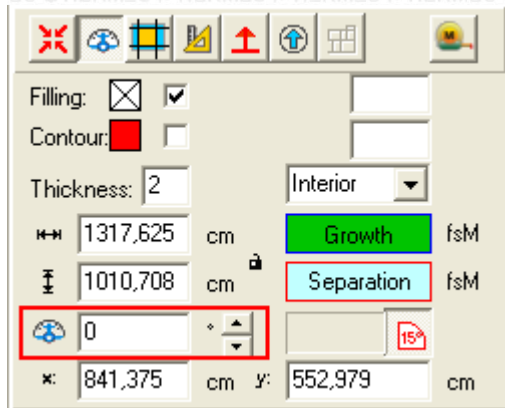 M
Filling:
Contour:
Thickness: 2 Interior
1317,625 cm Growth fsM
1010,708 cm Separation fsM
0 ° 15º
x: 841,375 cm y: 552,979 cm